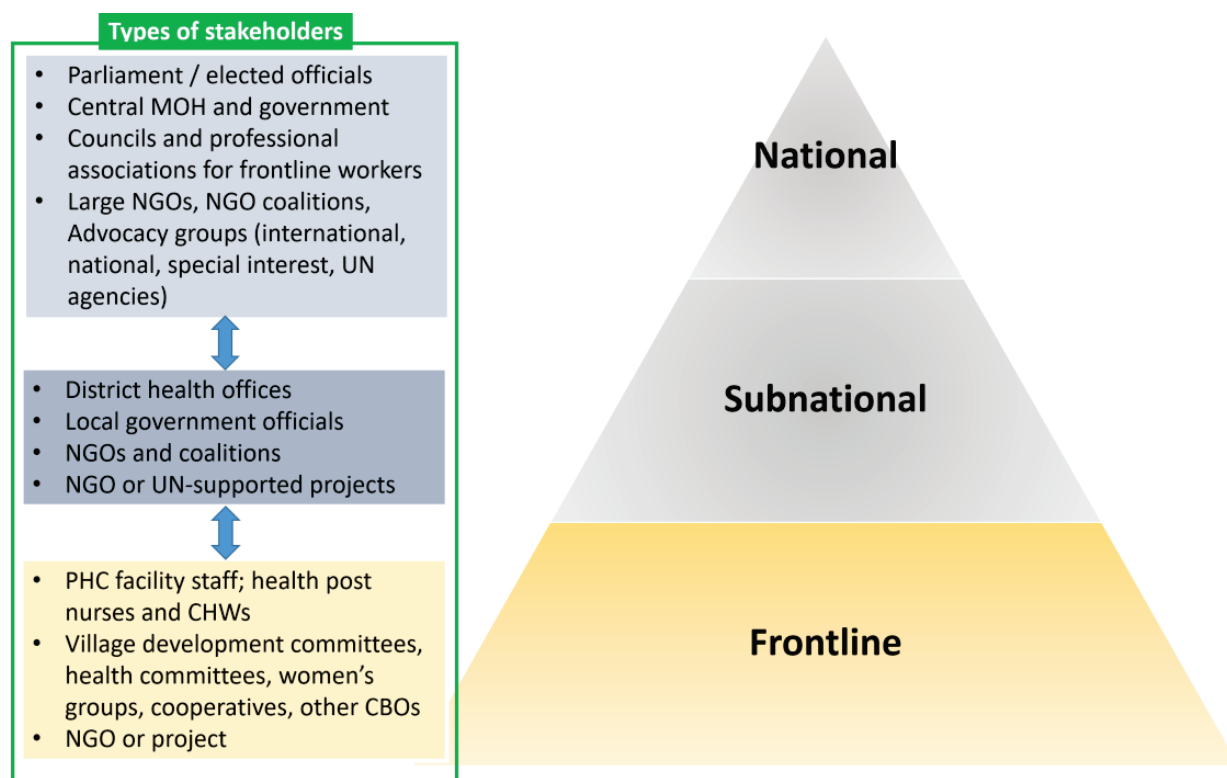 Types of stakeholders
• Parliament / elected officials
• Central MOH and government
• Councils and professional
associations for frontline workers
• Large NGOs, NGO coalitions,
Advocacy groups (international,
national, special interest, UN
agencies)
• District health offices
• Local government officials
• NGOs and coalitions
• NGO or UN-supported projects
• PHC facility staff; health post
nurses and CHWs
• Village development committees,
health committees, women’s
groups, cooperatives, other CBOs
• NGO or project
National
Subnational
Frontline